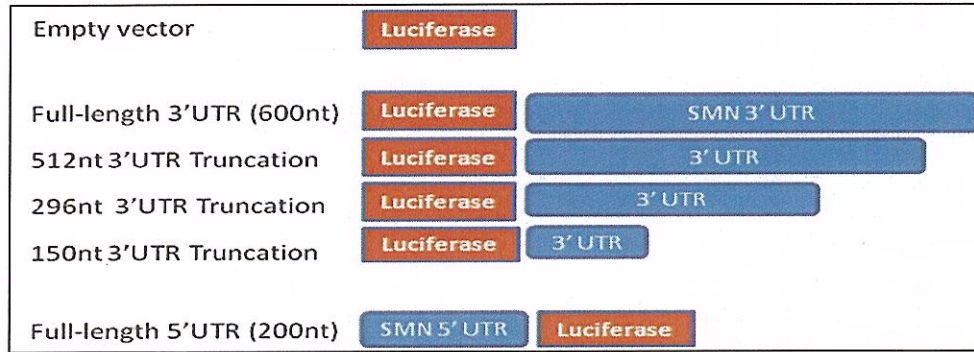 Empty vector Luciferase
Full-length 3'UTR (600nt) Luciferase SMN 3' UTR
512nt 3'UTR Truncation Luciferase 3' UTR
296nt 3'UTR Truncation Luciferase 3' UTR
150nt 3'UTR Truncation Luciferase 3' UTR
Full-length 5'UTR (200nt) SMN 5' UTR Luciferase